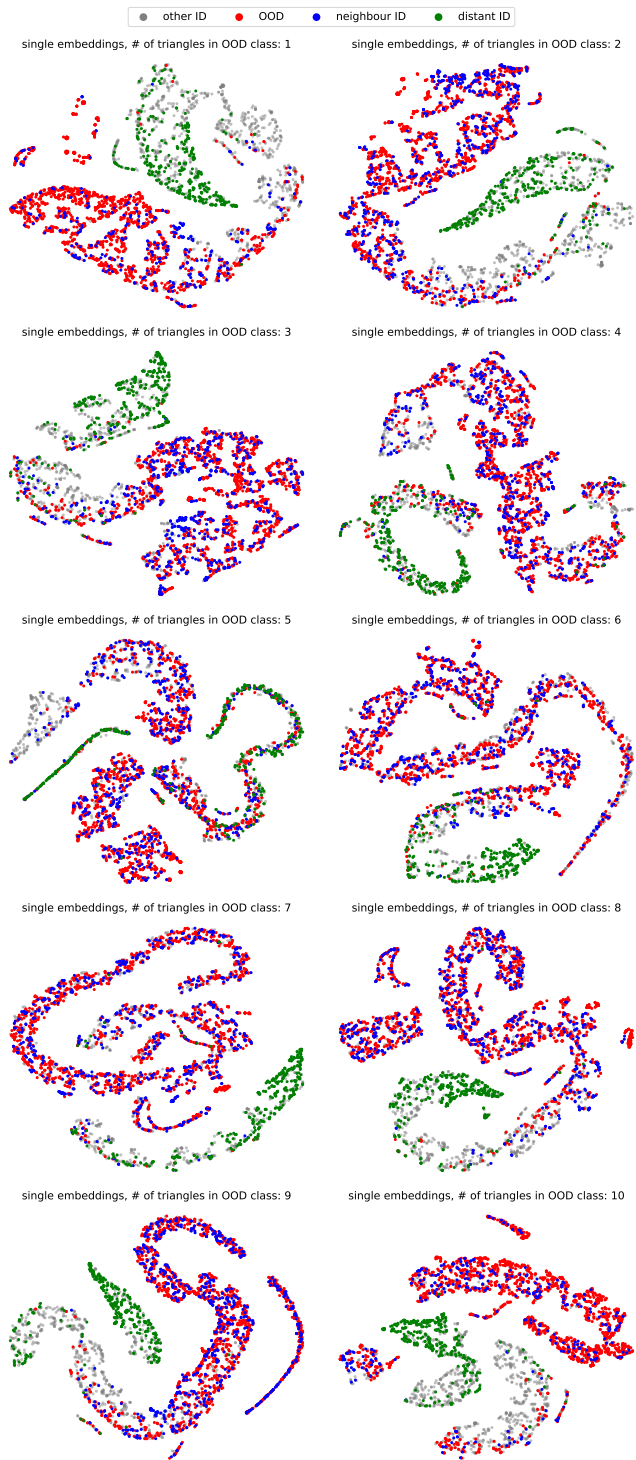 other ID OOD neighbour ID distant ID
single embeddings, # of triangles in OOD class: 1
single embeddings, # of triangles in OOD class: 2
single embeddings, # of triangles in OOD class: 3
single embeddings, # of triangles in OOD class: 4
single embeddings, # of triangles in OOD class: 5
single embeddings, # of triangles in OOD class: 6
single embeddings, # of triangles in OOD class: 7
single embeddings, # of triangles in OOD class: 8
single embeddings, # of triangles in OOD class: 9
single embeddings, # of triangles in OOD class: 10